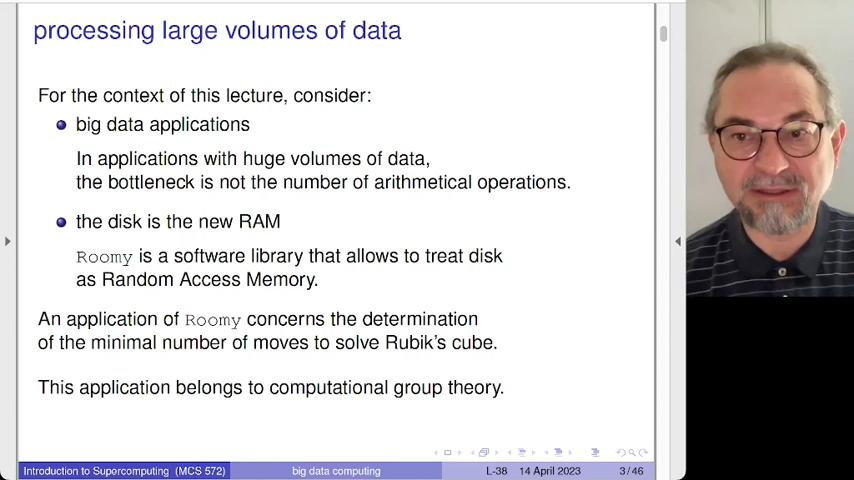 processing large volumes of data
For the context of this lecture, consider:
big data applications
In applications with huge volumes of data,
the bottleneck is not the number of arithmetical operations.
the disk is the new RAM
Roomy is a software library that allows to treat disk
as Random Access Memory.
An application of Roomy concerns the determination
of the minimal number of moves to solve Rubik's cube.
This application belongs to computational group theory.
Introduction to Supercomputing (MCS 572) big data computing L-38 14 April 2023 3 / 46